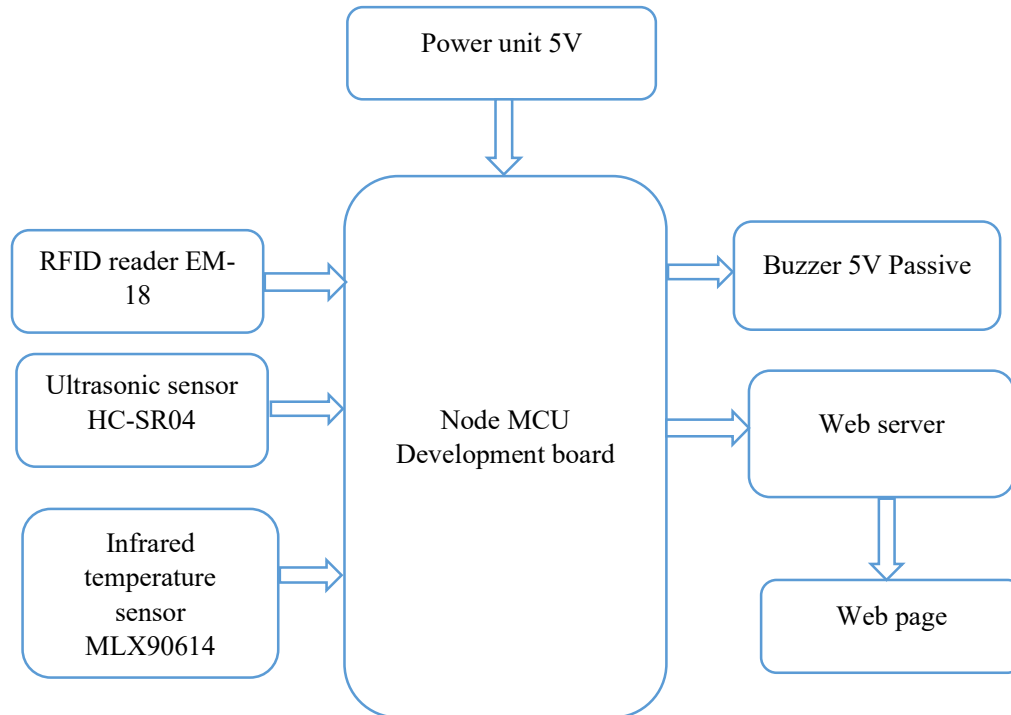 Power unit 5V
RFID reader EM-
18
Buzzer 5V Passive
Ultrasonic sensor
HC-SR04
Node MCU
Development board
Web server
Infrared
temperature
sensor
MLX90614
Web page